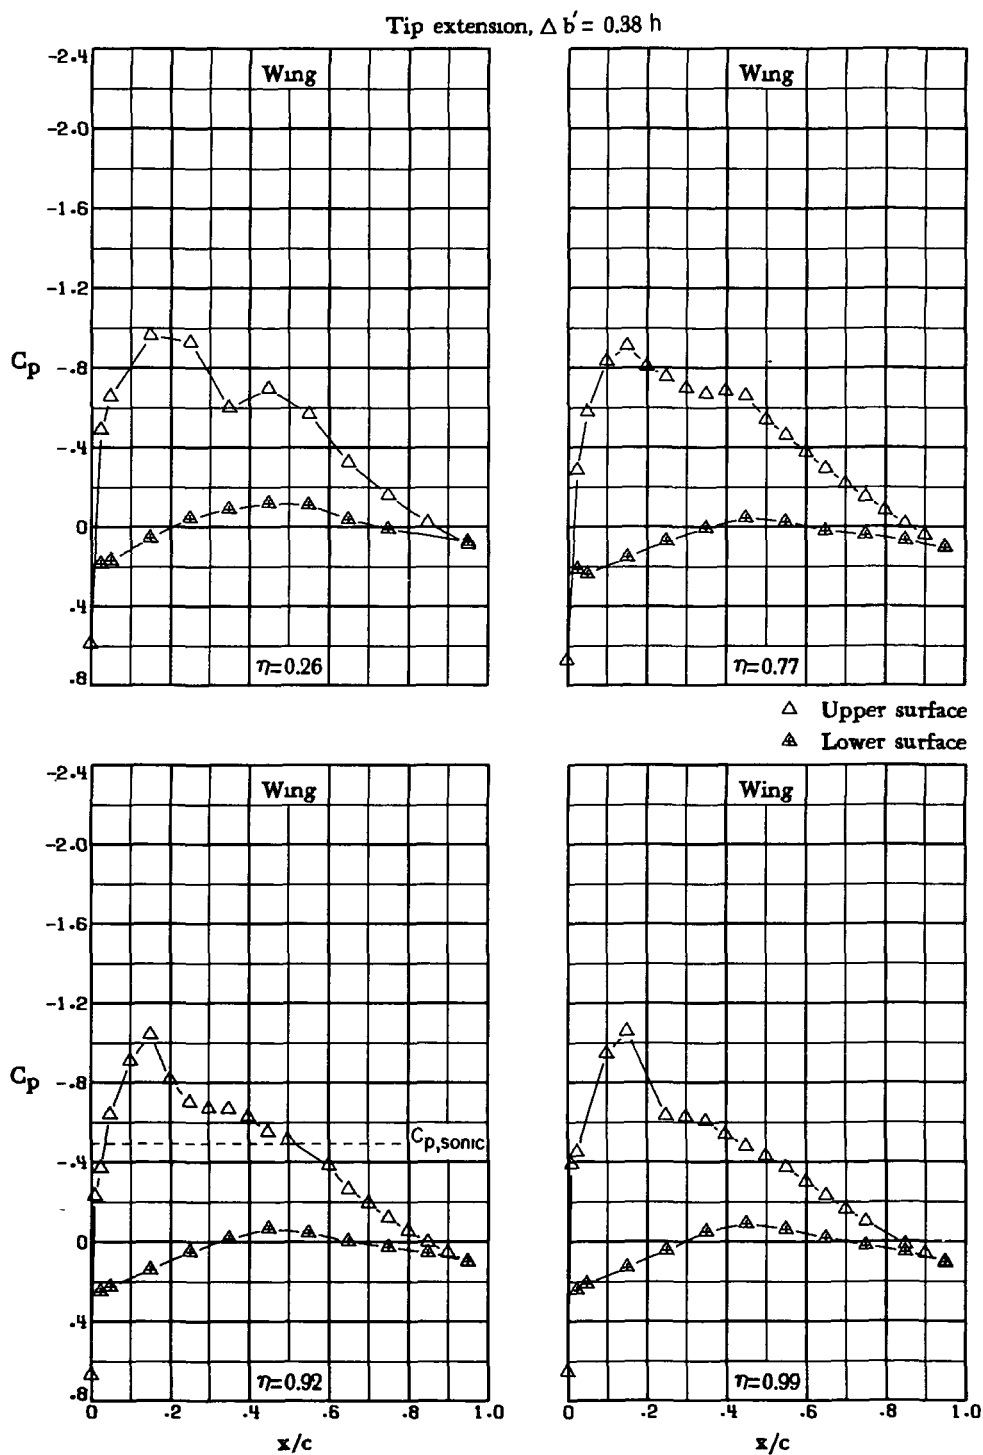 Tip extension, Δ b′ = 0.38 h
Wing
Wing
-2.4
-2.0
-1.6
-1.2
-.8
-.4
0
.4
.8
Cp
η=0.26
η=0.77
△ Upper surface
Lower surface
Wing
Wing
-2.4
-2.0
-1.6
-1.2
-.8
-.4
0
.4
.8
Cp
Cp,sonic
η=0.92
η=0.99
0 .2 .4 .6 .8 1.0
0 .2 .4 .6 .8 1.0
x/c
x/c